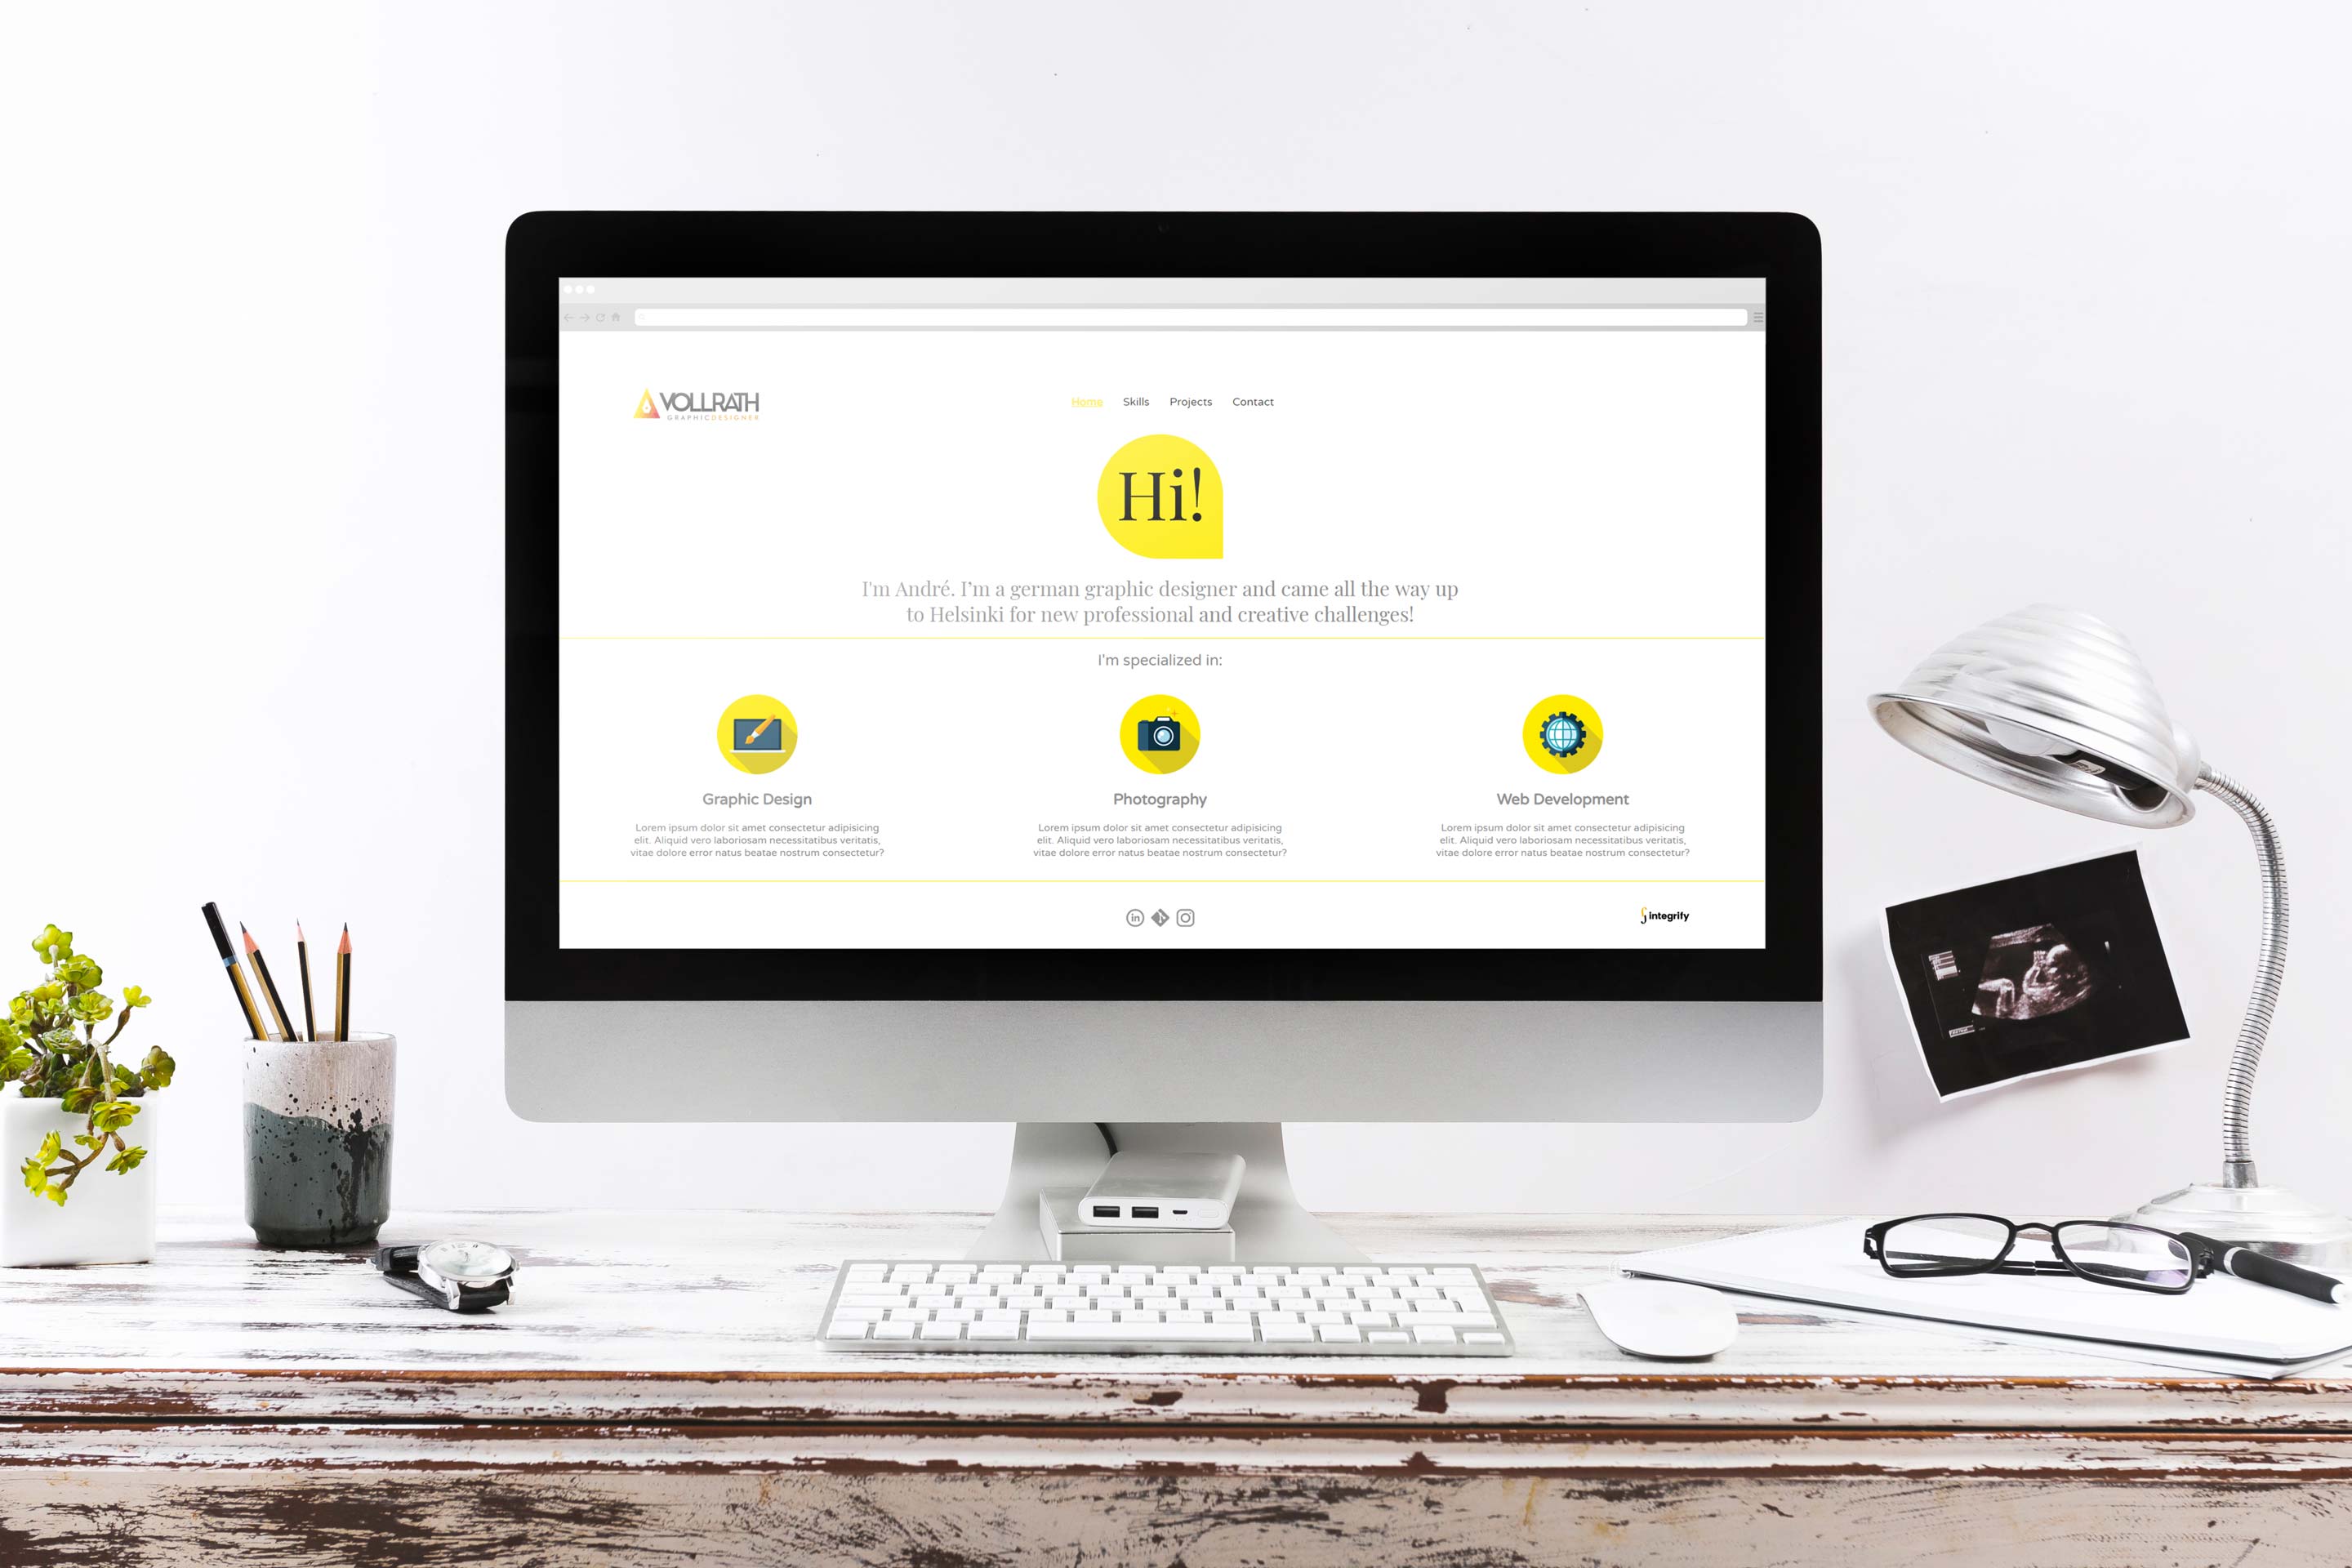 VOLLRATH
GRAPHICDESIGNER
Home Skills Projects Contact
Hi!
I'm André. I’m a german graphic designer and came all the way up
to Helsinki for new professional and creative challenges!
I'm specialized in:
Graphic Design
Lorem ipsum dolor sit amet consectetur adipisicing
elit. Aliquid vero laboriosam necessitatibus veritatis,
vitae dolore error natus beatae nostrum consectetur?
Photography
Lorem ipsum dolor sit amet consectetur adipisicing
elit. Aliquid vero laboriosam necessitatibus veritatis,
vitae dolore error natus beatae nostrum consectetur?
Web Development
Lorem ipsum dolor sit amet consectetur adipisicing
elit. Aliquid vero laboriosam necessitatibus veritatis,
vitae dolore error natus beatae nostrum consectetur?
in
integrify